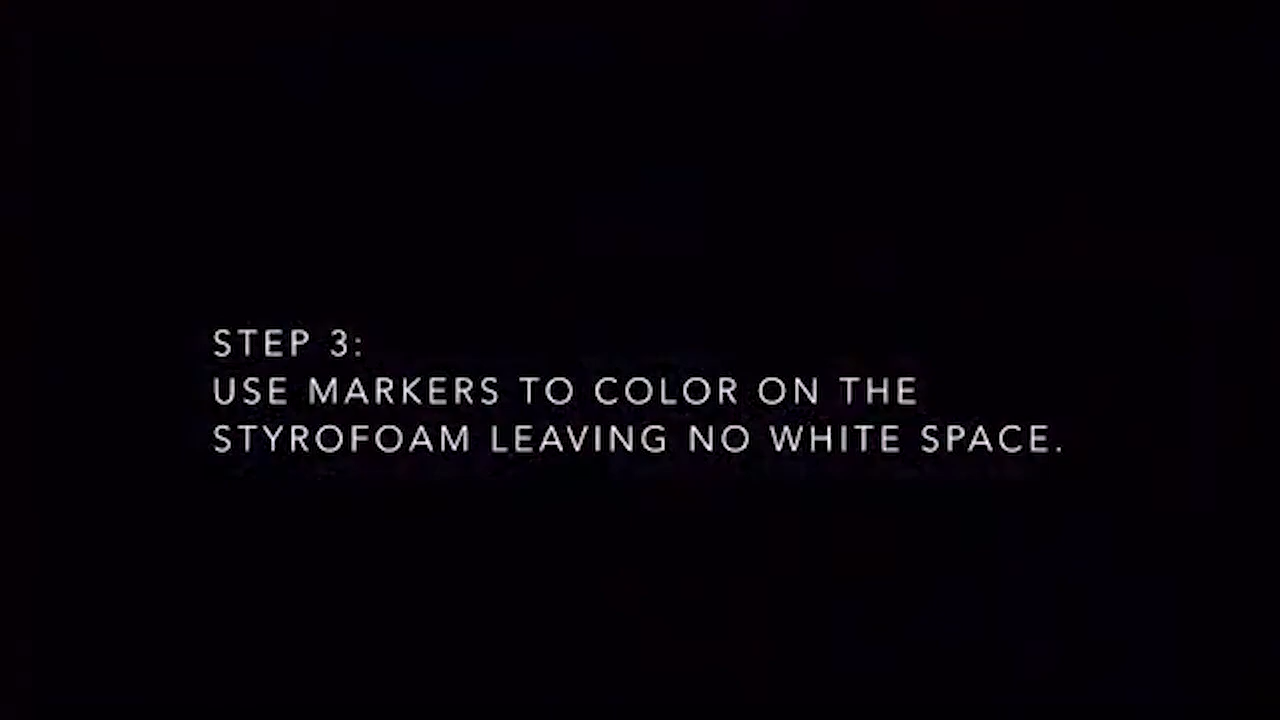 STEP 3:
USE MARKERS TO COLOR ON THE
STYROFOAM LEAVING NO WHITE SPACE.